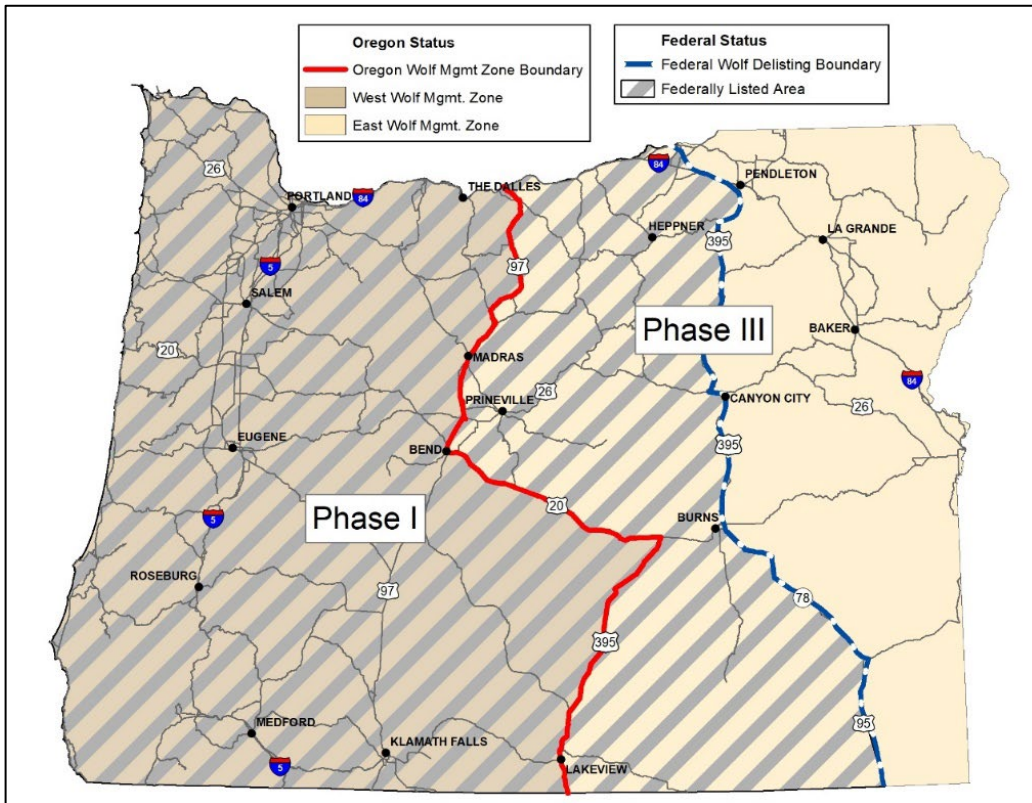 Oregon Status
Oregon Wolf Mgmt Zone Boundary
West Wolf Mgmt. Zone
East Wolf Mgmt. Zone
Federal Status
Federal Wolf Delisting Boundary
Federally Listed Area
26
PORTLAND
84
THE DALLES
84
PENDLETON
HEPPNER
395
LA GRANDE
97
5
SALEM
20
Phase III
BAKER
MADRAS
84
PRINEVILLE
26
CANYON CITY
26
EUGENE
BEND
395
20
BURNS
Phase I
5
ROSEBURG
97
78
395
MEDFORD
KLAMATH FALLS
95
5
LAKEVIEW